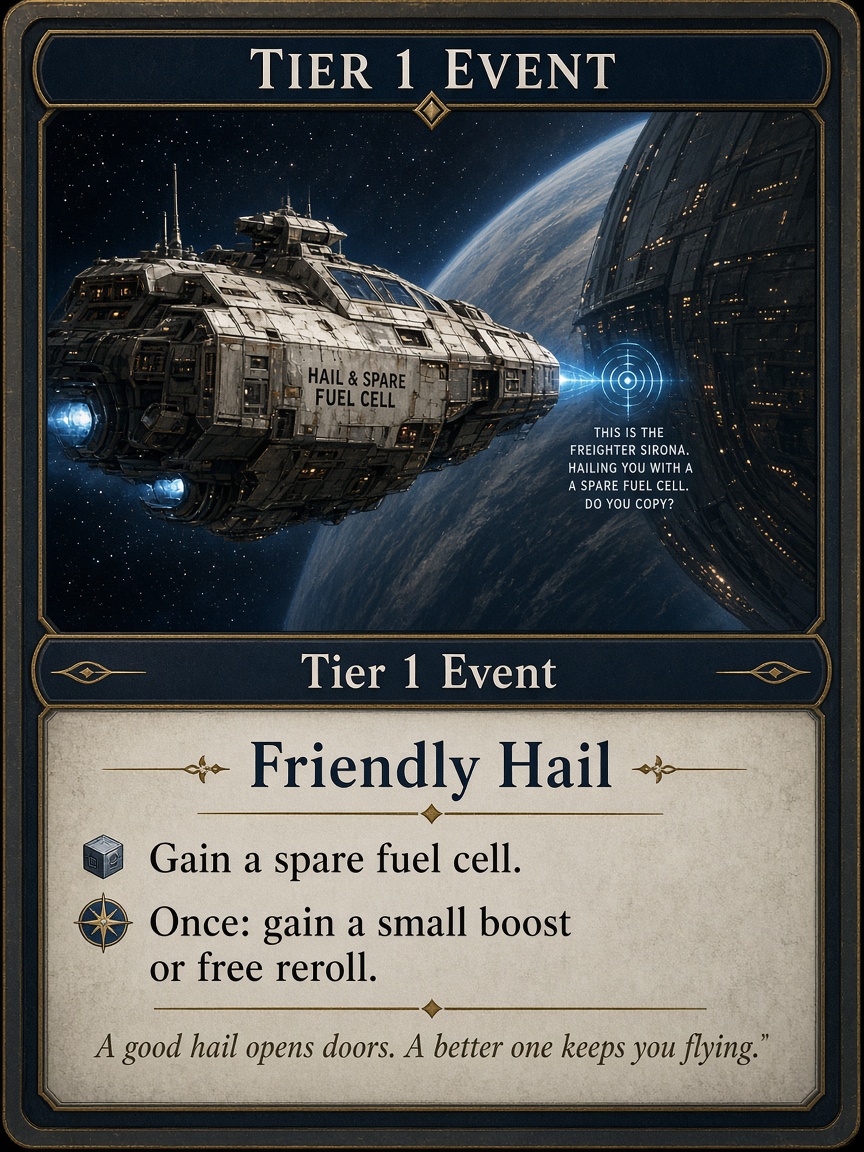 TIER 1 EVENT
HAIL & SPARE
FUEL CELL
THIS IS THE
FREIGHTER SIRONA.
HAILING YOU WITH A
A SPARE FUEL CELL.
DO YOU COPY?
Tier 1 Event
Friendly Hail
Gain a spare fuel cell.
Once: gain a small boost
or free reroll.
A good hail opens doors. A better one keeps you flying.”